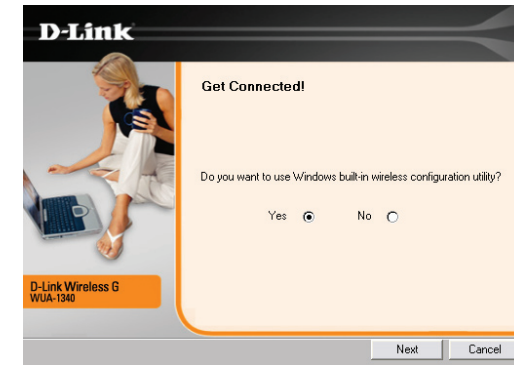 D-Link
Get Connected!
Do you want to use Windows built-in wireless configuration utility?
Yes No
D-Link Wireless G
WUA-1340
Next Cancel